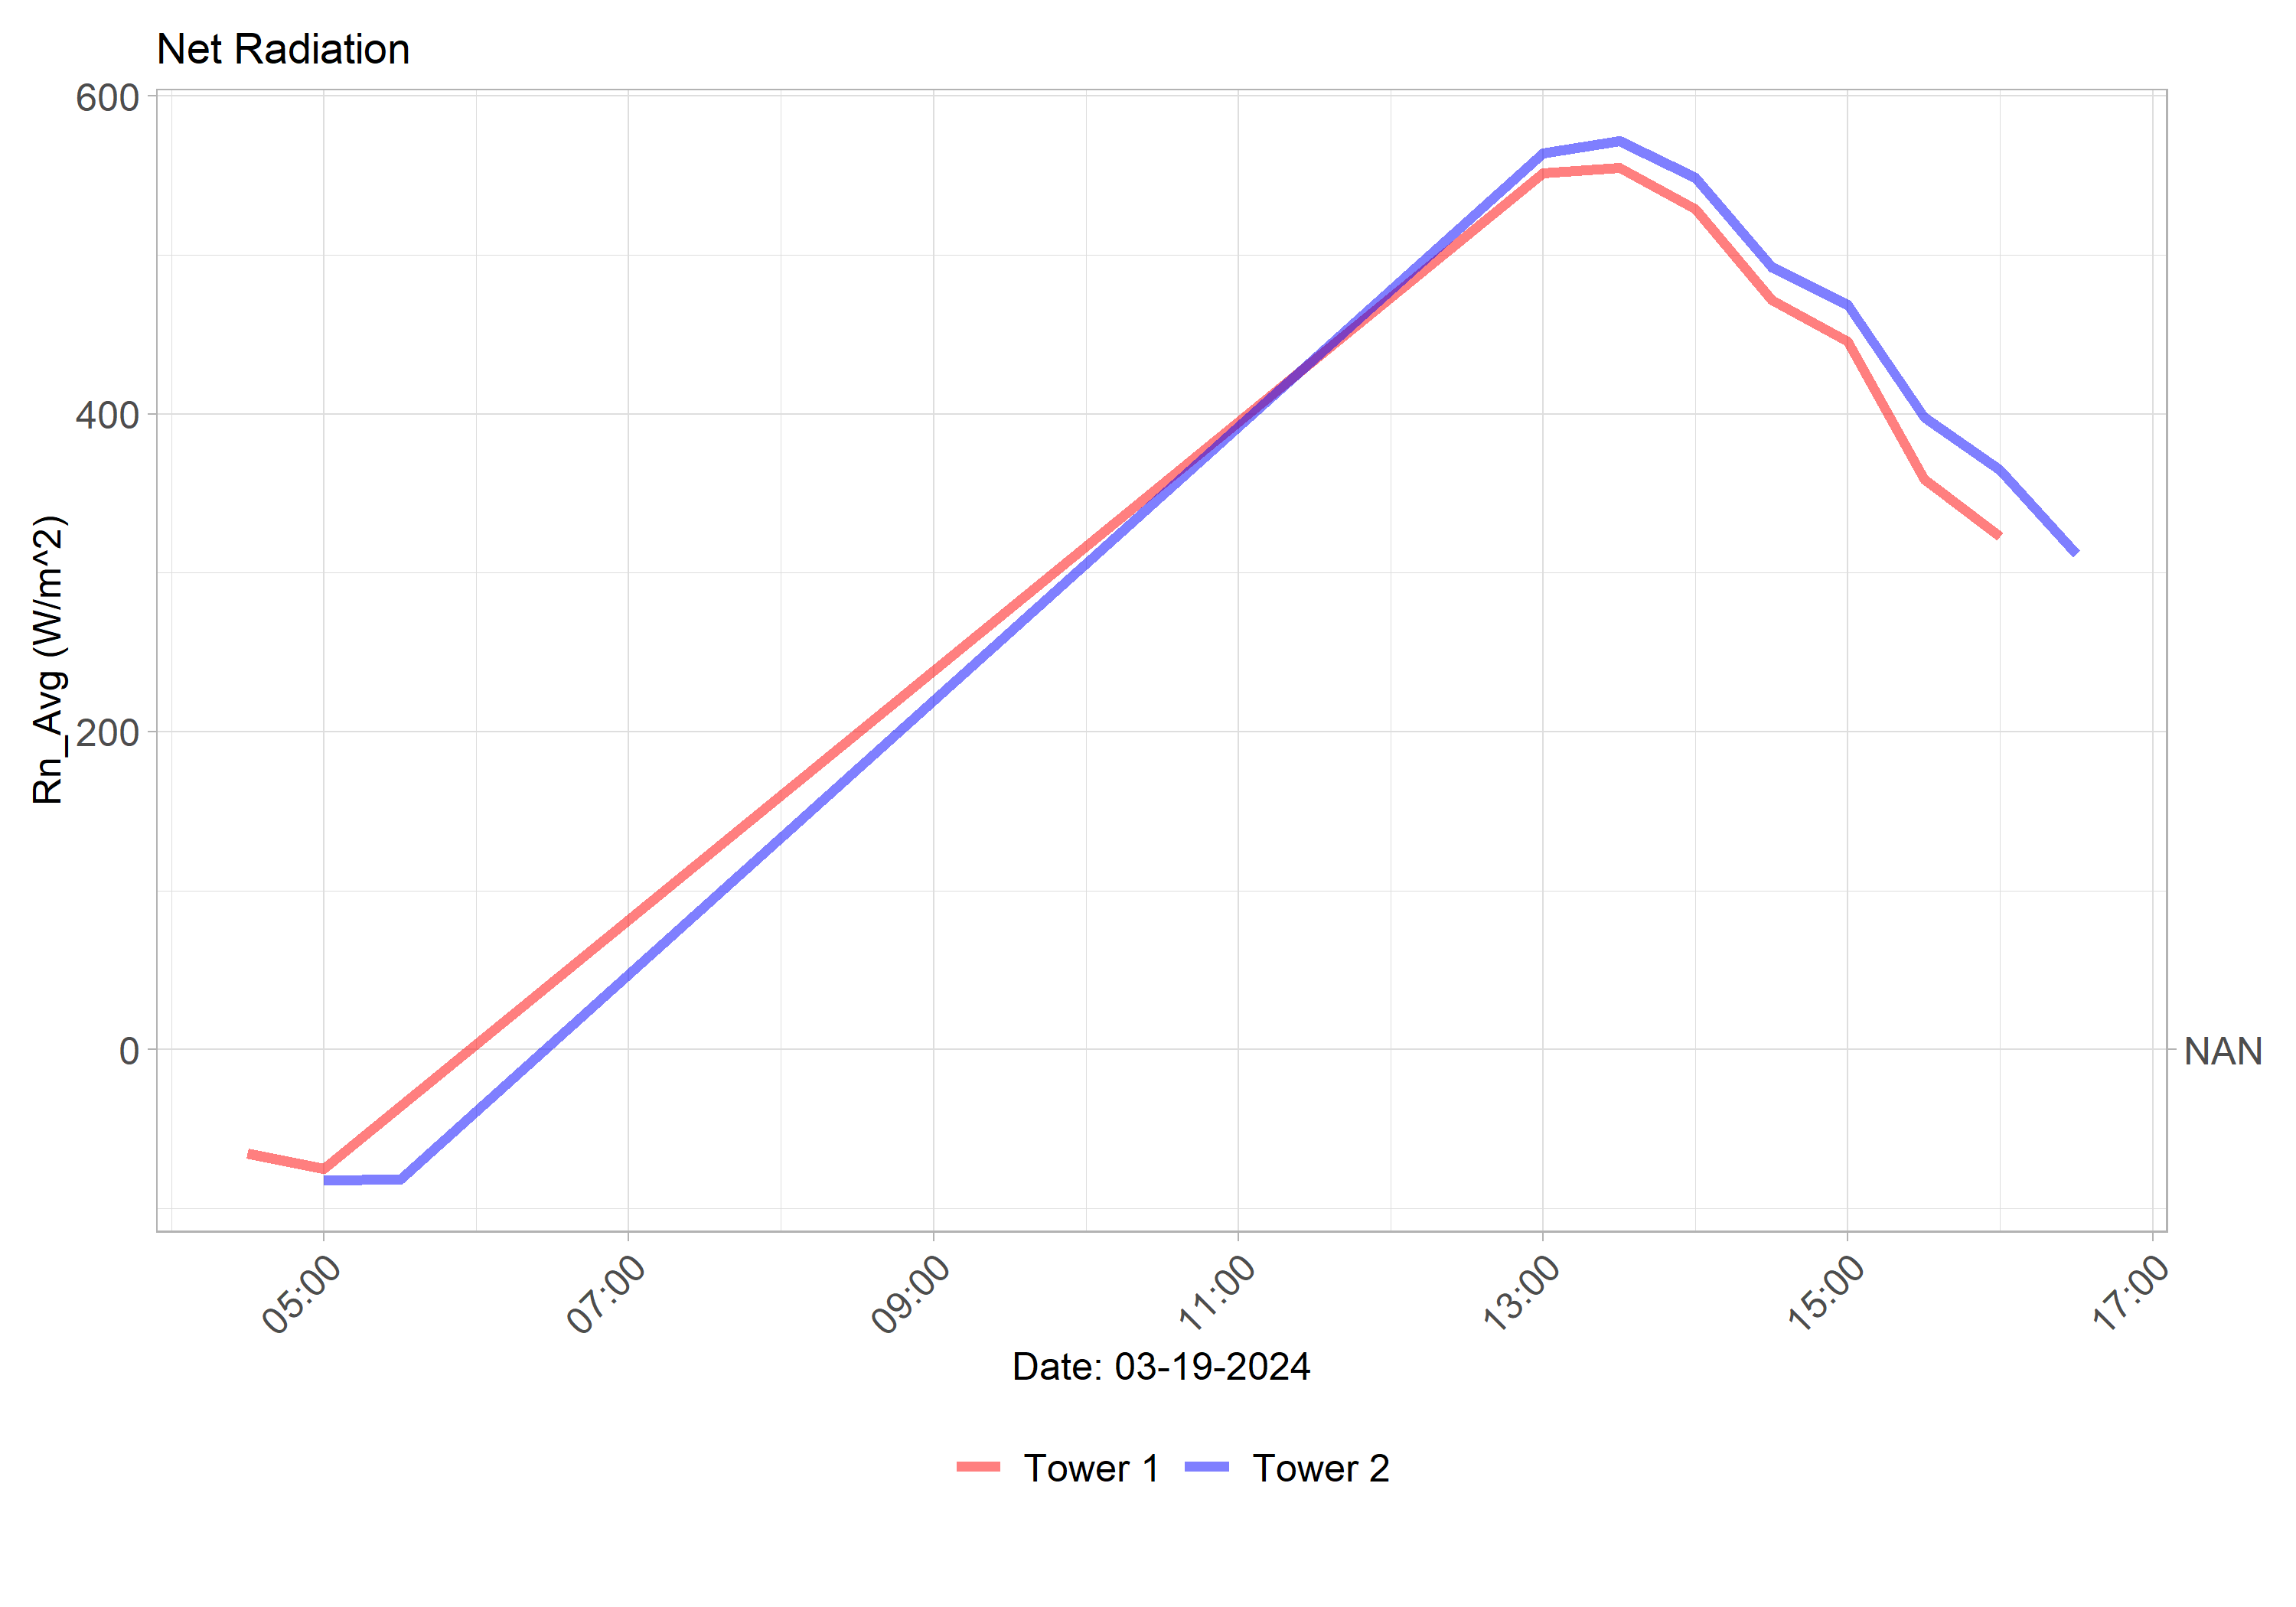 Net Radiation
600
400
200
0
Rn_Avg (W/m^2)
NAN
05:00
07:00
09:00
11:00
13:00
15:00
17:00
Date: 03-19-2024
Tower 1 Tower 2